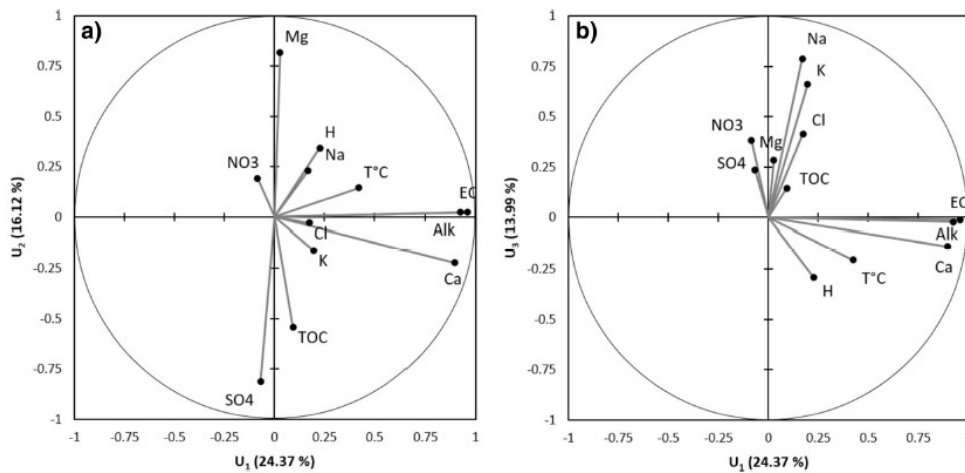 a)
1
0.75
0.5
0.25
0
-0.25
-0.5
-0.75
-1
U2 (16.12 %)
Mg
H
Na
NO3
T°C
EC
Alk
Cl
K
Ca
TOC
SO4
-1 -0.75 -0.5 -0.25 0 0.25 0.5 0.75 1
U1 (24.37 %)
b)
1
0.75
0.5
0.25
0
-0.25
-0.5
-0.75
-1
U3 (13.99 %)
Na
K
Cl
NO3
Mg
SO4
TOC
EC
Alk
Ca
T°C
H
-1 -0.75 -0.5 -0.25 0 0.25 0.5 0.75 1
U1 (24.37 %)